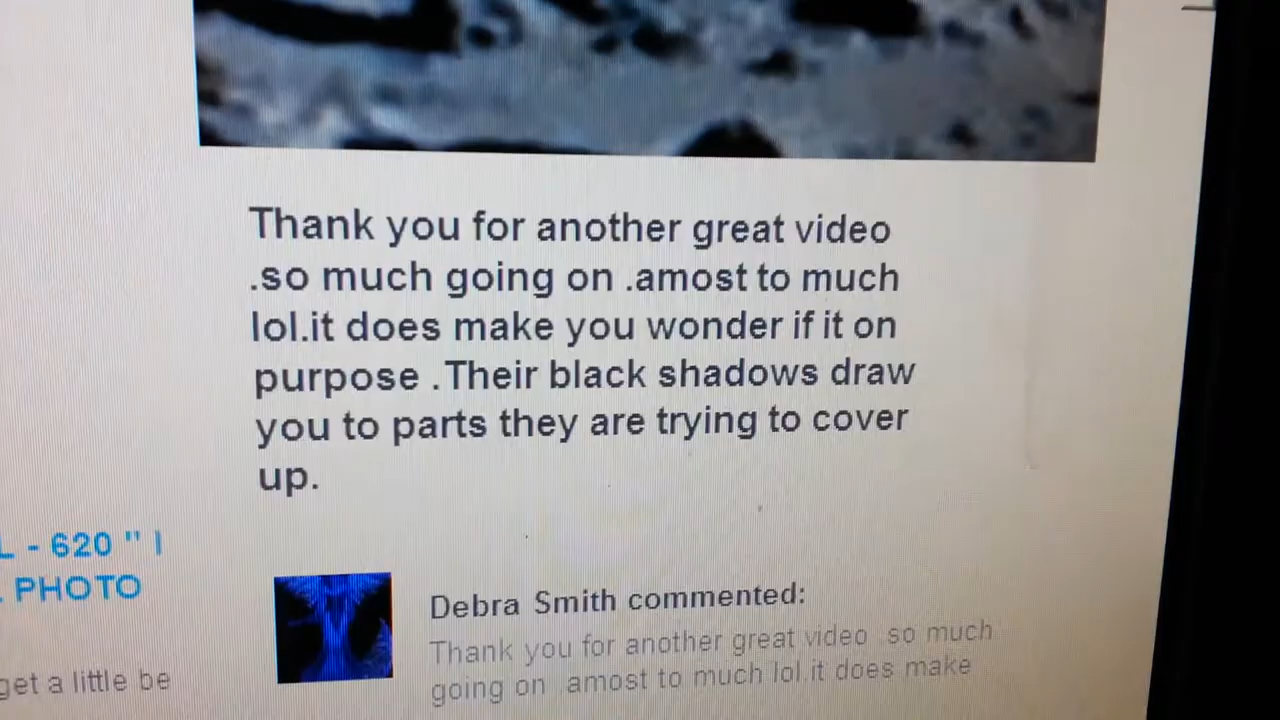 Thank you for another great video
.so much going on .amost to much
lol.it does make you wonder if it on
purpose .Their black shadows draw
you to parts they are trying to cover
up.
L - 620 " I
. PHOTO
get a little be
Debra Smith commented:
Thank you for another great video .so much
going on .amost to much lol.it does make